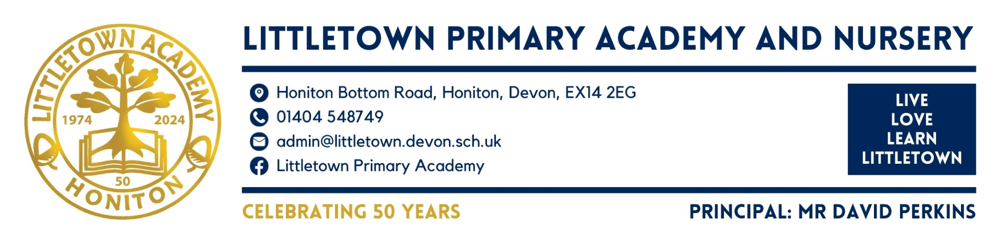 LITTLETOWN ACADEMY
1974
2024
50
HONITON
LITTLETOWN PRIMARY ACADEMY AND NURSERY
Honiton Bottom Road, Honiton, Devon, EX14 2EG
01404 548749
admin@littletown.devon.sch.uk
Littletown Primary Academy
LIVE
LOVE
LEARN
LITTLETOWN
CELEBRATING 50 YEARS
PRINCIPAL: MR DAVID PERKINS